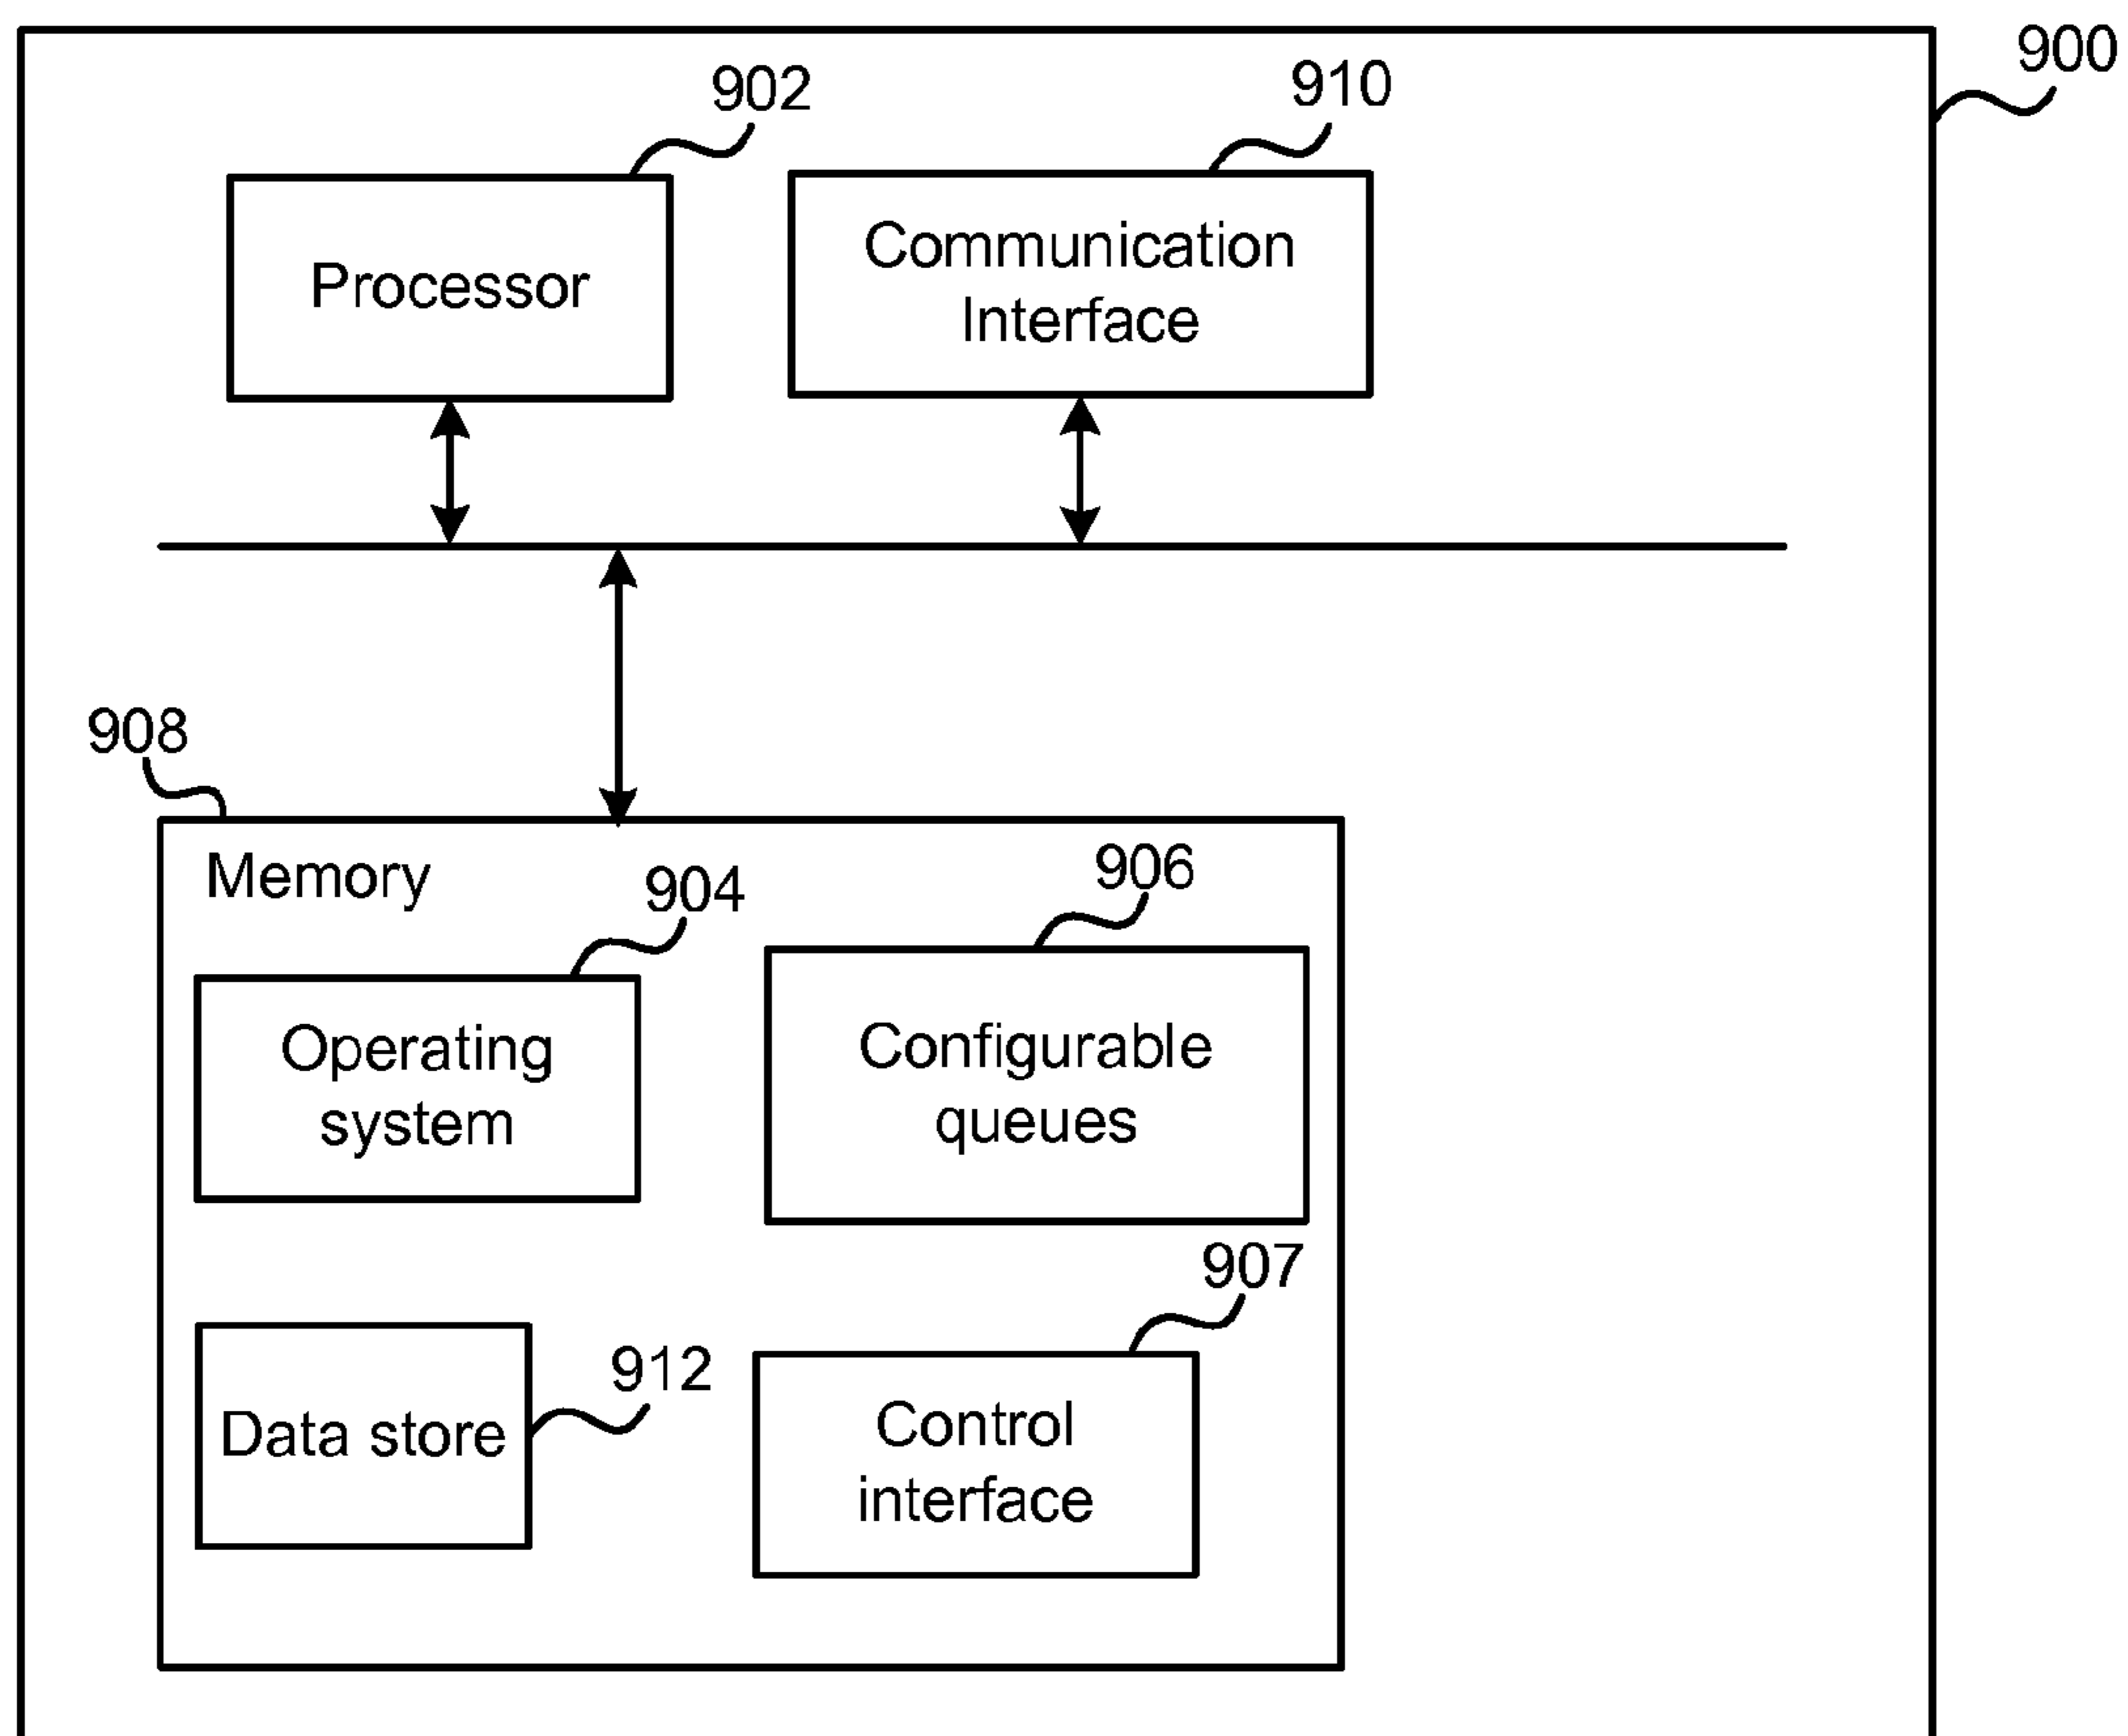 900
902
910
Processor
Communication
Interface
908
Memory
904
906
Operating
system
Configurable
queues
907
912
Data store
Control
interface